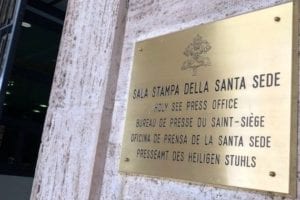 SALA STAMPA DELLA SANTA SEDE
HOLY SEE PRESS OFFICE
BUREAU DE PRESSE DU SAINT-SIÈGE
OFICINA DE PRENSA DE LA SANTA SEDE
PRESSEAMT DES HEILIGEN STUHLS